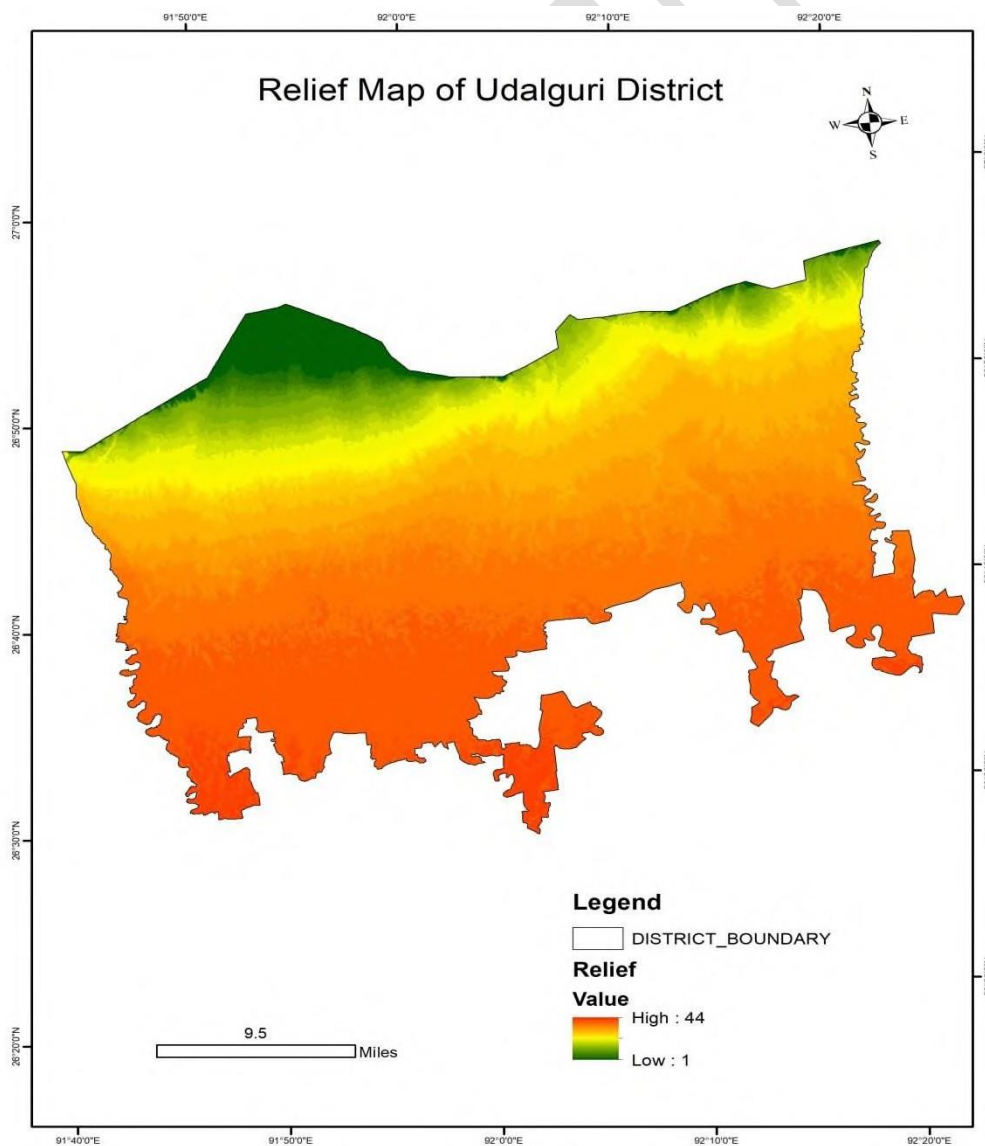 91°50'0"E 92°0'0"E 92°10'0"E 92°20'0"E
Relief Map of Udalguri District
N
W E
S
27°0'0"N
26°50'0"N
26°40'0"N
26°30'0"N
26°20'0"N
Legend
DISTRICT_BOUNDARY
Relief
Value
High : 44
Low : 1
9.5
Miles
91°40'0"E 91°50'0"E 92°0'0"E 92°10'0"E 92°20'0"E